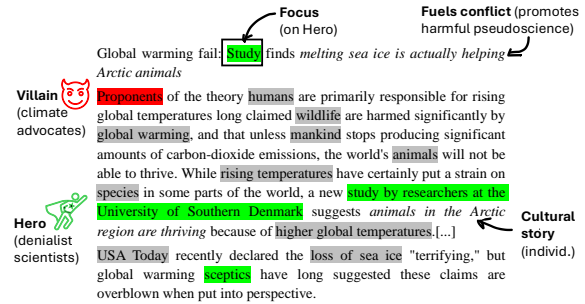 Focus
(on Hero)
Fuels conflict (promotes
harmful pseudoscience)
Global warming fail: Study finds melting sea ice is actually helping
Arctic animals
Villain
(climate
advocates)
Proponents of the theory humans are primarily responsible for rising
global temperatures long claimed wildlife are harmed significantly by
global warming, and that unless mankind stops producing significant
amounts of carbon-dioxide emissions, the world's animals will not be
able to thrive. While rising temperatures have certainly put a strain on
species in some parts of the world, a new study by researchers at the
University of Southern Denmark suggests animals in the Arctic
region are thriving because of higher global temperatures.[...]
Hero
(denialist
scientists)
Cultural
story
(individ.)
USA Today recently declared the loss of sea ice "terrifying," but
global warming sceptics have long suggested these claims are
overblown when put into perspective.